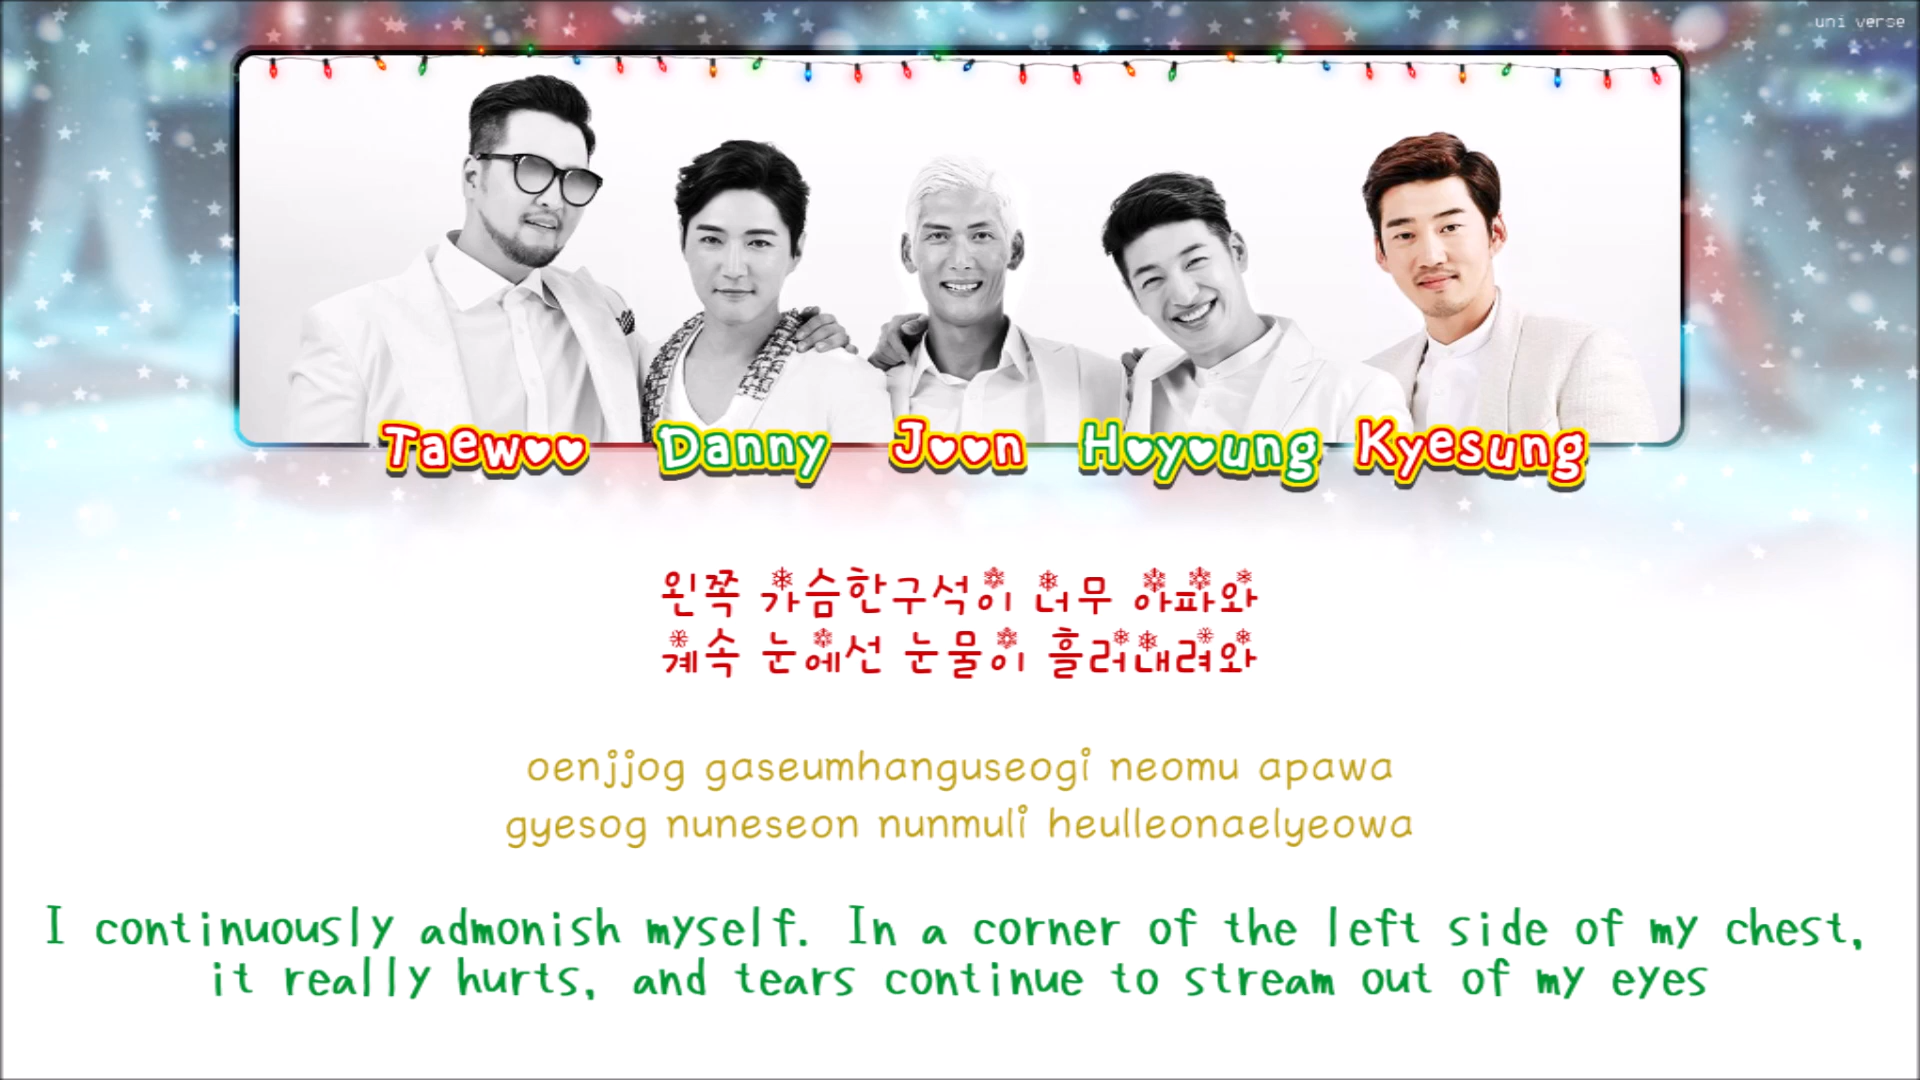 uni verse
Taewoo Danny Joon Hoyoung Kyesung
왼쪽 가슴한구석이 너무 아파와
계속 눈에선 눈물이 흘러내려와
oenjjog gaseumhanguseogi neomu apawa
gyesog nuneseon nunmuli heulleonaelyeowa
I continuously admonish myself. In a corner of the left side of my chest,
it really hurts, and tears continue to stream out of my eyes